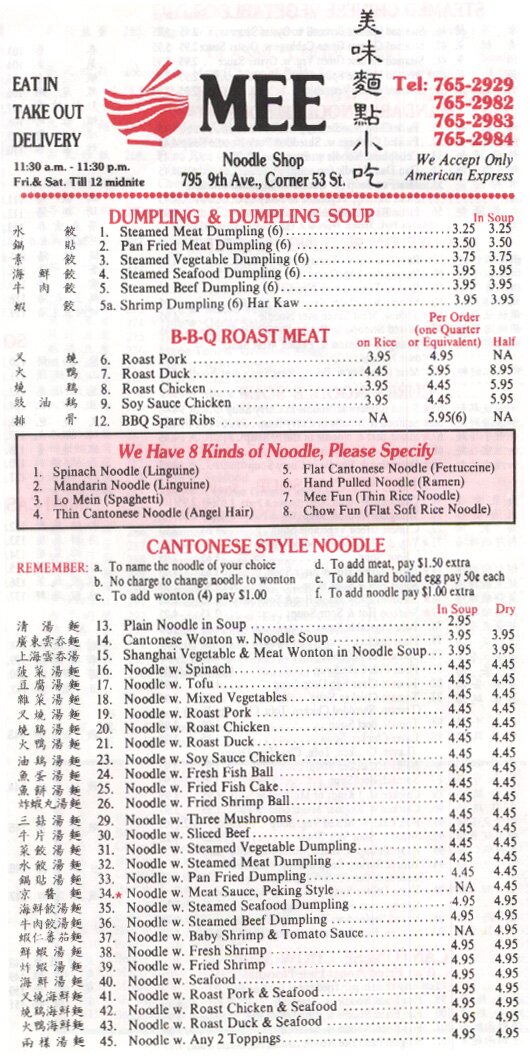 EAT IN
TAKE OUT
DELIVERY
11:30 a.m. - 11:30 p.m.
Fri.& Sat. Till 12 midnite
MEE
Noodle Shop
795 9th Ave., Corner 53 St.
美味麵點小吃
Tel: 765-2929
765-2982
765-2983
765-2984
We Accept Only
American Express
DUMPLING & DUMPLING SOUP
In Soup
水餃 1. Steamed Meat Dumpling (6) 3.25 3.25
鍋貼 2. Pan Fried Meat Dumpling (6) 3.50 3.50
素餃 3. Steamed Vegetable Dumpling (6) 3.75 3.75
海鮮餃 4. Steamed Seafood Dumpling (6) 3.95 3.95
牛肉餃 5. Steamed Beef Dumpling (6) 3.95 3.95
蝦餃 5a. Shrimp Dumpling (6) Har Kaw 3.95 3.95
B-B-Q ROAST MEAT
on Rice
Per Order
(one Quarter
or Equivalent)
Half
叉燒 6. Roast Pork 3.95 4.95 NA
火鴨 7. Roast Duck 4.45 5.95 8.95
燒鷄 8. Roast Chicken 3.95 4.45 5.95
豉油鷄 9. Soy Sauce Chicken 3.95 4.45 5.95
排骨 12. BBQ Spare Ribs NA 5.95(6) NA
We Have 8 Kinds of Noodle, Please Specify
1. Spinach Noodle (Linguine)
2. Mandarin Noodle (Linguine)
3. Lo Mein (Spaghetti)
4. Thin Cantonese Noodle (Angel Hair)
5. Flat Cantonese Noodle (Fettuccine)
6. Hand Pulled Noodle (Ramen)
7. Mee Fun (Thin Rice Noodle)
8. Chow Fun (Flat Soft Rice Noodle)
CANTONESE STYLE NOODLE
REMEMBER: a. To name the noodle of your choice
b. No charge to change noodle to wonton
c. To add wonton (4) pay $1.00
d. To add meat, pay $1.50 extra
e. To add hard boiled egg pay 50¢ each
f. To add noodle pay $1.00 extra
In Soup Dry
清湯麵 13. Plain Noodle in Soup 2.95
廣東雲吞麵 14. Cantonese Wonton w. Noodle Soup 3.95 3.95
上海雲吞湯 15. Shanghai Vegetable & Meat Wonton in Noodle Soup 3.95 3.95
菠菜湯麵 16. Noodle w. Spinach 4.45 4.45
豆腐湯麵 17. Noodle w. Tofu 4.45 4.45
雜菜湯麵 18. Noodle w. Mixed Vegetables 4.45 4.45
叉燒湯麵 19. Noodle w. Roast Pork 4.45 4.45
燒鷄湯麵 20. Noodle w. Roast Chicken 4.45 4.45
火鴨湯麵 21. Noodle w. Roast Duck 4.45 4.45
油鷄湯麵 23. Noodle w. Soy Sauce Chicken 4.45 4.45
魚蛋湯麵 24. Noodle w. Fresh Fish Ball 4.45 4.45
魚餅湯麵 25. Noodle w. Fried Fish Cake 4.45 4.45
炸蝦丸湯麵 26. Noodle w. Fried Shrimp Ball 4.45 4.45
三菇湯麵 29. Noodle w. Three Mushrooms 4.45 4.45
牛片湯麵 30. Noodle w. Sliced Beef 4.45 4.45
菜餃湯麵 31. Noodle w. Steamed Vegetable Dumpling 4.45 4.45
水餃湯麵 32. Noodle w. Steamed Meat Dumpling 4.45 4.45
鍋貼湯麵 33. Noodle w. Pan Fried Dumpling 4.45 4.45
京醬麵 34.★ Noodle w. Meat Sauce, Peking Style NA 4.45
海鮮餃湯麵 35. Noodle w. Steamed Seafood Dumpling 4.95 4.95
牛肉餃湯麵 36. Noodle w. Steamed Beef Dumpling 4.95 4.95
蝦仁番茄麵 37. Noodle w. Baby Shrimp & Tomato Sauce NA 4.95
鮮蝦湯麵 38. Noodle w. Fresh Shrimp 4.95 4.95
炸蝦湯麵 39. Noodle w. Fried Shrimp 4.95 4.95
海鮮湯麵 40. Noodle w. Seafood 4.95 4.95
叉燒海鮮麵 41. Noodle w. Roast Pork & Seafood 4.95 4.95
燒鷄海鮮麵 42. Noodle w. Roast Chicken & Seafood 4.95 4.95
火鴨海鮮麵 43. Noodle w. Roast Duck & Seafood 4.95 4.95
兩樣湯麵 45. Noodle w. Any 2 Toppings 4.95 4.95